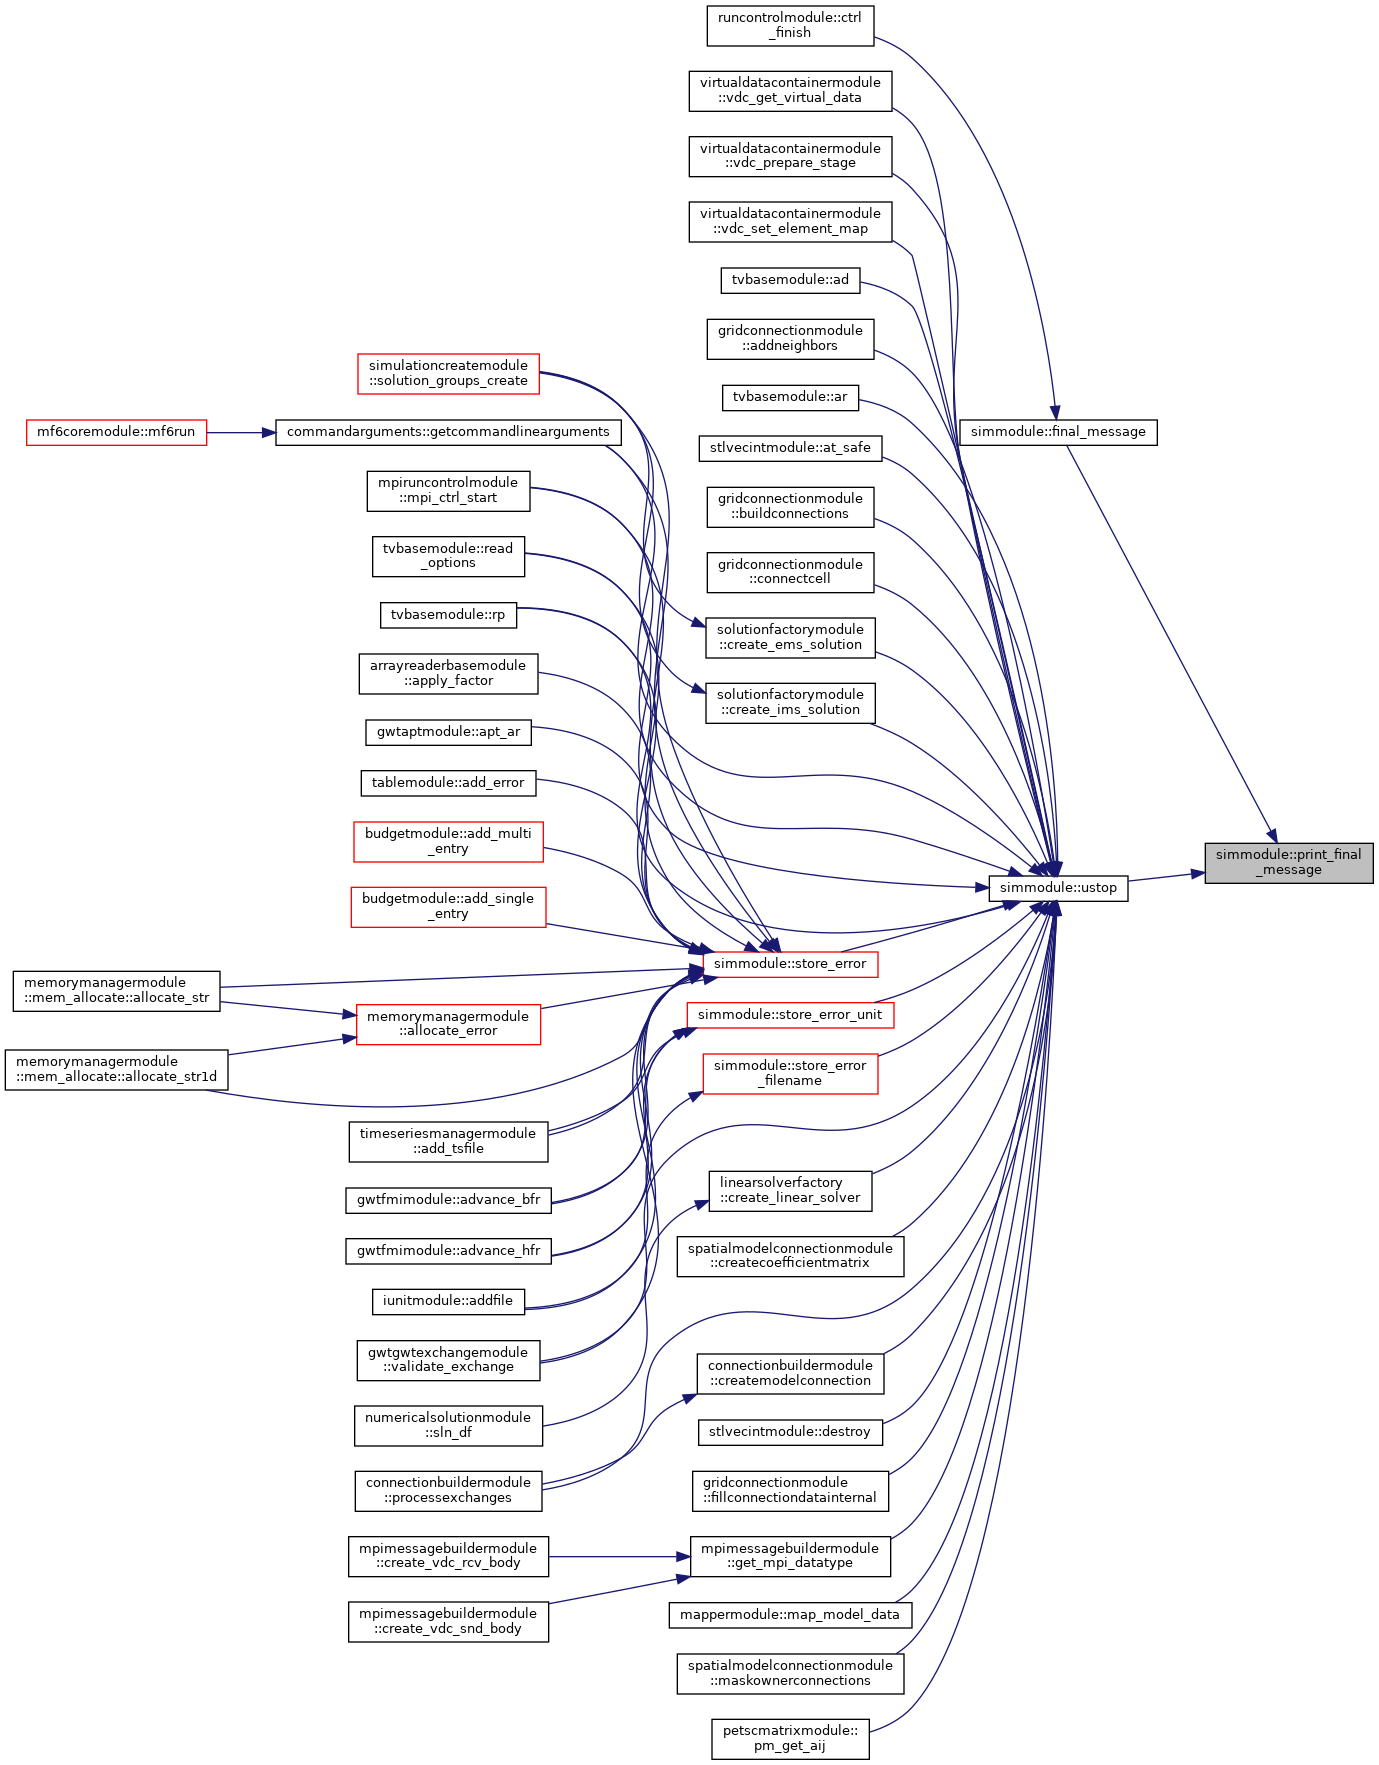 runcontrolmodule::ctrl
_finish
virtualdatacontainermodule
::vdc_get_virtual_data
virtualdatacontainermodule
::vdc_prepare_stage
virtualdatacontainermodule
::vdc_set_element_map
tvbasemodule::ad
gridconnectionmodule
::addneighbors
tvbasemodule::ar
stlvecintmodule::at_safe
gridconnectionmodule
::buildconnections
gridconnectionmodule
::connectcell
solutionfactorymodule
::create_ems_solution
solutionfactorymodule
::create_ims_solution
simmodule::final_message
simmodule::print_final
_message
simmodule::ustop
simulationcreatemodule
::solution_groups_create
mf6coremodule::mf6run
commandarguments::getcommandlinearguments
mpiruncontrolmodule
::mpi_ctrl_start
tvbasemodule::read
_options
tvbasemodule::rp
arrayreaderbasemodule
::apply_factor
gwtaptmodule::apt_ar
tablemodule::add_error
budgetmodule::add_multi
_entry
budgetmodule::add_single
_entry
memorymanagermodule
::mem_allocate::allocate_str
memorymanagermodule
::allocate_error
memorymanagermodule
::mem_allocate::allocate_str1d
timeseriesmanagermodule
::add_tsfile
gwtfmimodule::advance_bfr
gwtfmimodule::advance_hfr
iunitmodule::addfile
gwtgwtexchangemodule
::validate_exchange
numericalsolutionmodule
::sln_df
connectionbuildermodule
::processexchanges
mpimessagebuildermodule
::create_vdc_rcv_body
mpimessagebuildermodule
::create_vdc_snd_body
simmodule::store_error
simmodule::store_error_unit
simmodule::store_error
_filename
linearsolverfactory
::create_linear_solver
spatialmodelconnectionmodule
::createcoefficientmatrix
connectionbuildermodule
::createmodelconnection
stlvecintmodule::destroy
gridconnectionmodule
::fillconnectiondatainternal
mpimessagebuildermodule
::get_mpi_datatype
mappermodule::map_model_data
spatialmodelconnectionmodule
::maskownerconnections
petscmatrixmodule::
pm_get_aij